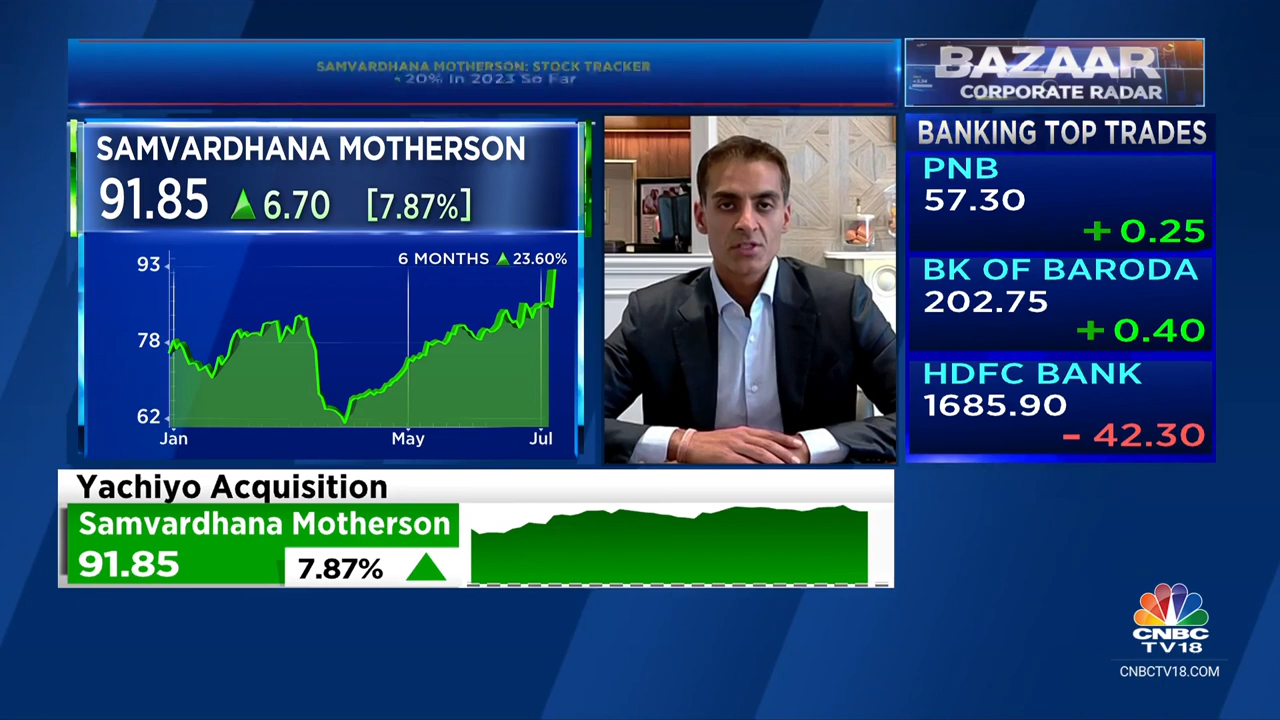 SAMVARDHANA MOTHERSON: STOCK TRACKER
20% In 2023 So Far
BAZAAR
CORPORATE RADAR
SAMVARDHANA MOTHERSON
91.85 ▲ 6.70 [7.87%]
6 MONTHS ▲ 23.60%
93
78
62
Jan May Jul
BANKING TOP TRADES
PNB
57.30
+ 0.25
BK OF BARODA
202.75
+ 0.40
HDFC BANK
1685.90
- 42.30
Yachiyo Acquisition
Samvardhana Motherson
91.85 7.87% ▲
CNBC
TV18
CNBCTV18.COM